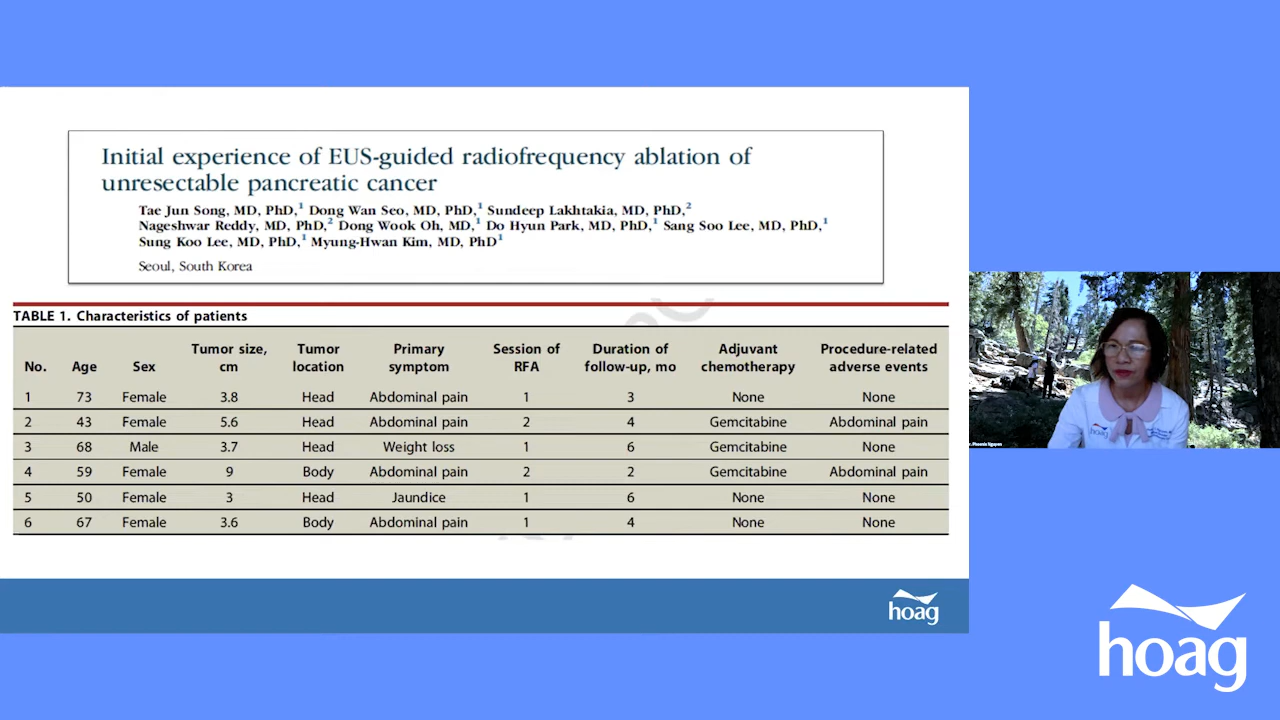 Initial experience of EUS-guided radiofrequency ablation of
unresectable pancreatic cancer
Tae Jun Song, MD, PhD,1 Dong Wan Seo, MD, PhD,1 Sundeep Lakhtakia, MD, PhD,2
Nageshwar Reddy, MD, PhD,2 Dong Wook Oh, MD,1 Do Hyun Park, MD, PhD,1 Sang Soo Lee, MD, PhD,1
Sung Koo Lee, MD, PhD,1 Myung-Hwan Kim, MD, PhD1
Seoul, South Korea
TABLE 1. Characteristics of patients
No. Age Sex Tumor size, cm Tumor location Primary symptom Session of RFA Duration of follow-up, mo Adjuvant chemotherapy Procedure-related adverse events
1 73 Female 3.8 Head Abdominal pain 1 3 None None
2 43 Female 5.6 Head Abdominal pain 2 4 Gemcitabine Abdominal pain
3 68 Male 3.7 Head Weight loss 1 6 Gemcitabine None
4 59 Female 9 Body Abdominal pain 2 2 Gemcitabine Abdominal pain
5 50 Female 3 Head Jaundice 1 6 None None
6 67 Female 3.6 Body Abdominal pain 1 4 None None
hoag
hoag
Phoenix Nguyen
hoag